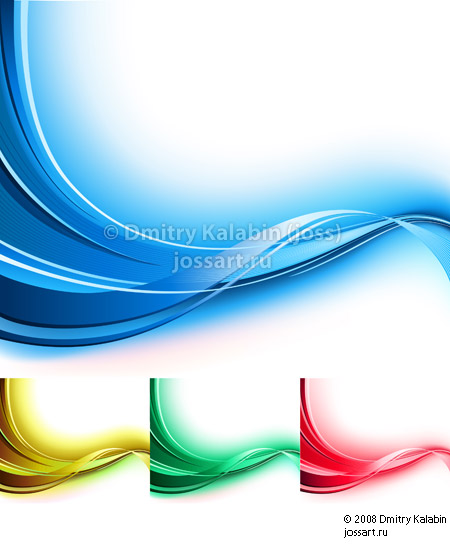 © Dmitry Kalabin (joss)
jossart.ru
© 2008 Dmitry Kalabin
jossart.ru